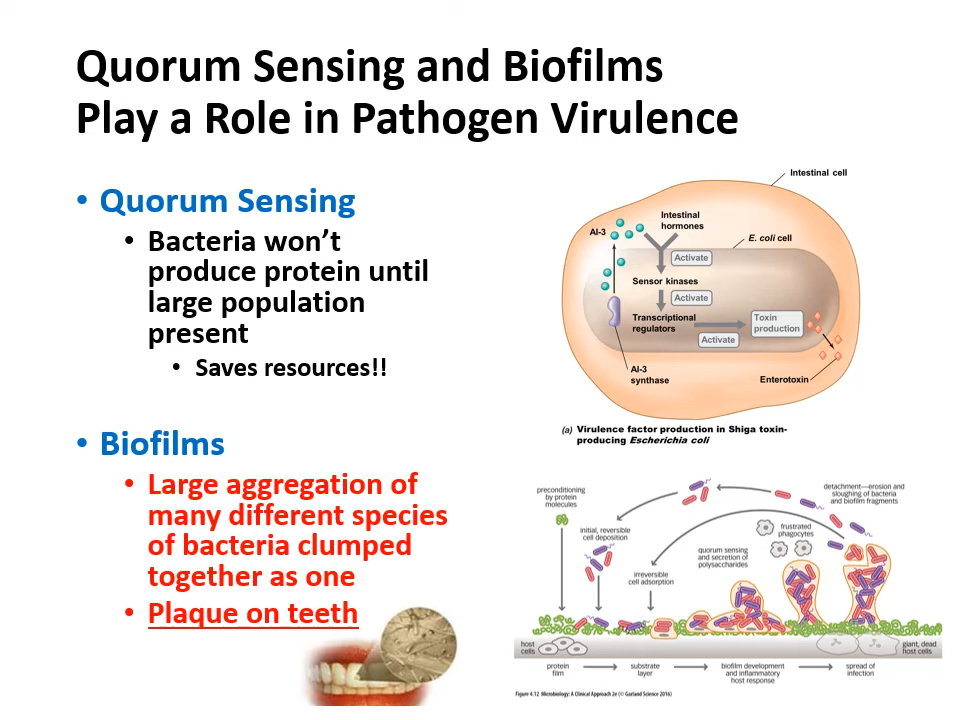 Quorum Sensing and Biofilms
Play a Role in Pathogen Virulence
• Quorum Sensing
• Bacteria won't
produce protein until
large population
present
• Saves resources!!
• Biofilms
• Large aggregation of
many different species
of bacteria clumped
together as one
• Plaque on teeth
Intestinal cell
Intestinal
hormones
AI-3
E. coli cell
Activate
Sensor kinases
Activate
Transcriptional
regulators
Toxin
production
Activate
AI-3
synthase
Enterotoxin
(a) Virulence factor production in Shiga toxin-
producing Escherichia coli
preconditioning
by protein
molecules
initial, reversible
cell deposition
irreversible
cell adsorption
quorum sensing
and secretion of
polysaccharides
frustrated
phagocytes
detachment—erosion and
sloughing of bacteria
and biofilm fragments
host
cells
giant, dead
host cells
protein
film
substrate
layer
biofilm development
and inflammatory
host response
spread of
infection
Figure 4.12 Microbiology: A Clinical Approach 2e (© Garland Science 2016)